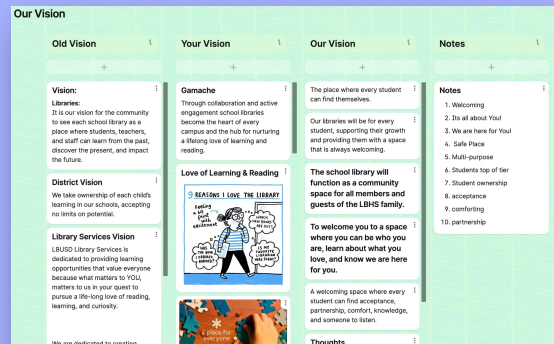 Our Vision
Old Vision
+
Vision:
Libraries:
It is our vision for the community
to see each school library as a
place where students, teachers,
and staff can learn from the past,
discover the present, and impact
the future.
District Vision
We take ownership of each child's
learning in our schools, accepting
no limits on potential.
Library Services Vision
LBUSD Library Services is
dedicated to providing learning
opportunities that value everyone
because what matters to YOU,
matters to us in your quest to
pursue a life-long love of reading,
learning, and curiosity.
We are dedicated to creating
Your Vision
+
Gamache
Through collaboration and active
engagement school libraries
become the heart of every
campus and the hub for nurturing
a lifelong love of learning and
reading.
Love of Learning & Reading
9 REASONS I LOVE THE LIBRARY
FEELING
faint
with
excitement
a place for
everyone
Our Vision
+
The place where every student
can find themselves.
Our libraries will be for every
student, supporting their growth
and providing them with a space
that is always welcoming.
The school library will
function as a community
space for all members and
guests of the LBHS family.
To welcome you to a space
where you can be who you
are, learn about what you
love, and know we are here
for you.
A welcoming space where every
student can find acceptance,
partnership, comfort, knowledge,
and someone to listen.
Thoughts
Notes
+
Notes
1. Welcoming
2. Its all about You!
3. We are here for You!
4. Safe Place
5. Multi-purpose
6. Students top of tier
7. Student ownership
8. acceptance
9. comforting
10. partnership